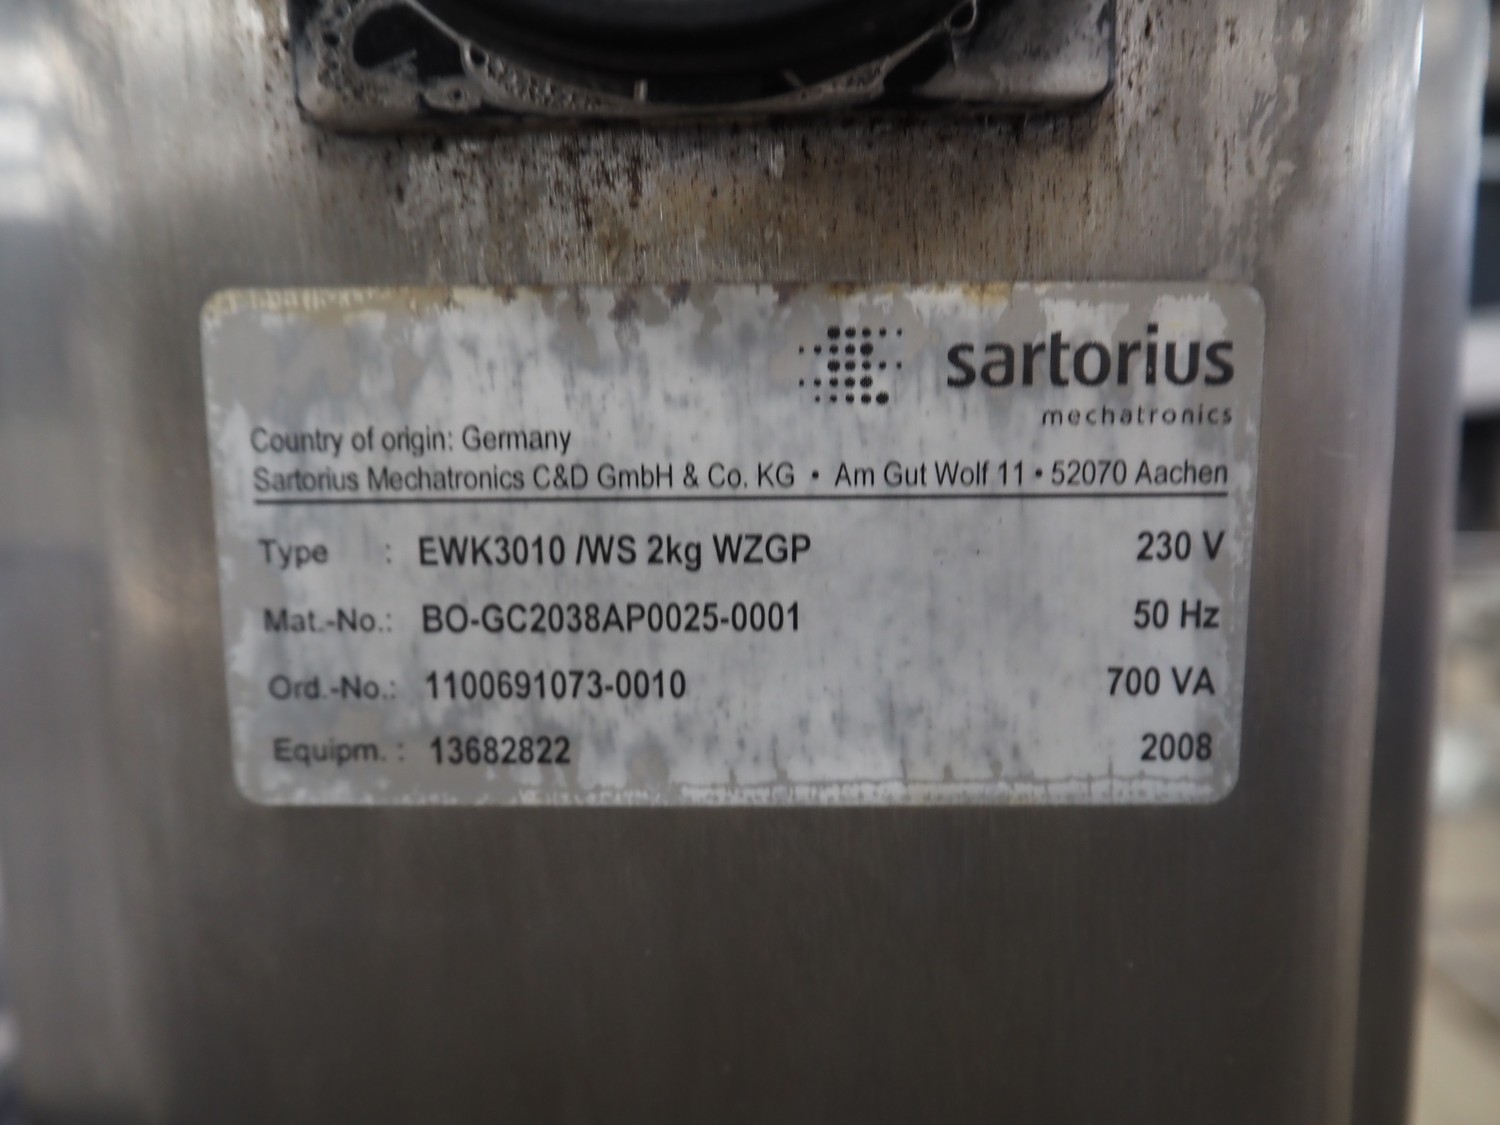 sartorius
mechatronics
Country of origin: Germany
Sartorius Mechatronics C&D GmbH & Co. KG • Am Gut Wolf 11 • 52070 Aachen
Type : EWK3010 /WS 2kg WZGP 230 V
Mat.-No.: BO-GC2038AP0025-0001 50 Hz
Ord.-No.: 1100691073-0010 700 VA
Equipm. : 13682822 2008